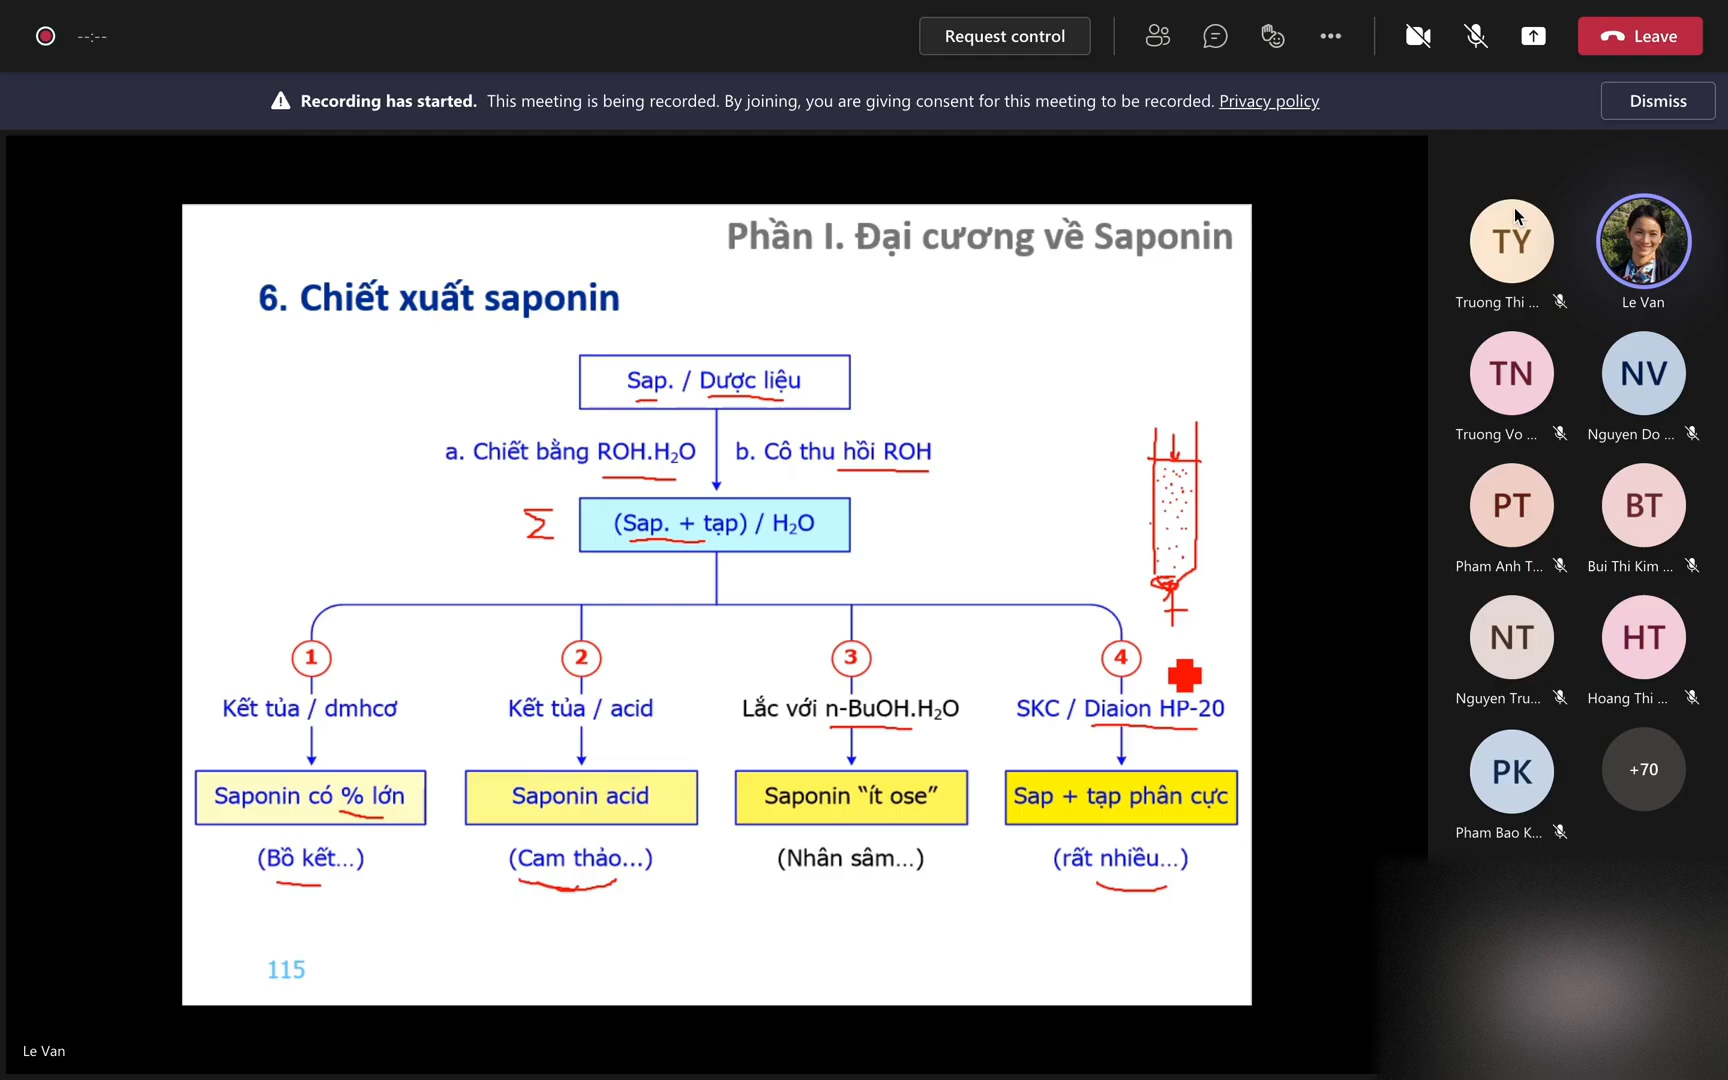 --:--
Request control
Leave
Recording has started. This meeting is being recorded. By joining, you are giving consent for this meeting to be recorded. Privacy policy
Dismiss
Phần I. Đại cương về Saponin
6. Chiết xuất saponin
Sap. / Dược liệu
a. Chiết bằng ROH.H₂O
b. Cô thu hồi ROH
Σ
(Sap. + tạp) / H₂O
1
2
3
4
Kết tủa / dmhcơ
Kết tủa / acid
Lắc với n-BuOH.H₂O
SKC / Diaion HP-20
Saponin có % lớn
Saponin acid
Saponin “ít ose”
Sap + tạp phân cực
(Bồ kết...)
(Cam thảo...)
(Nhân sâm...)
(rất nhiều...)
115
Le Van
TY
Truong Thi ...
Le Van
TN
Truong Vo ...
NV
Nguyen Do ...
PT
Pham Anh T...
BT
Bui Thi Kim ...
NT
Nguyen Tru...
HT
Hoang Thi ...
PK
Pham Bao K...
+70